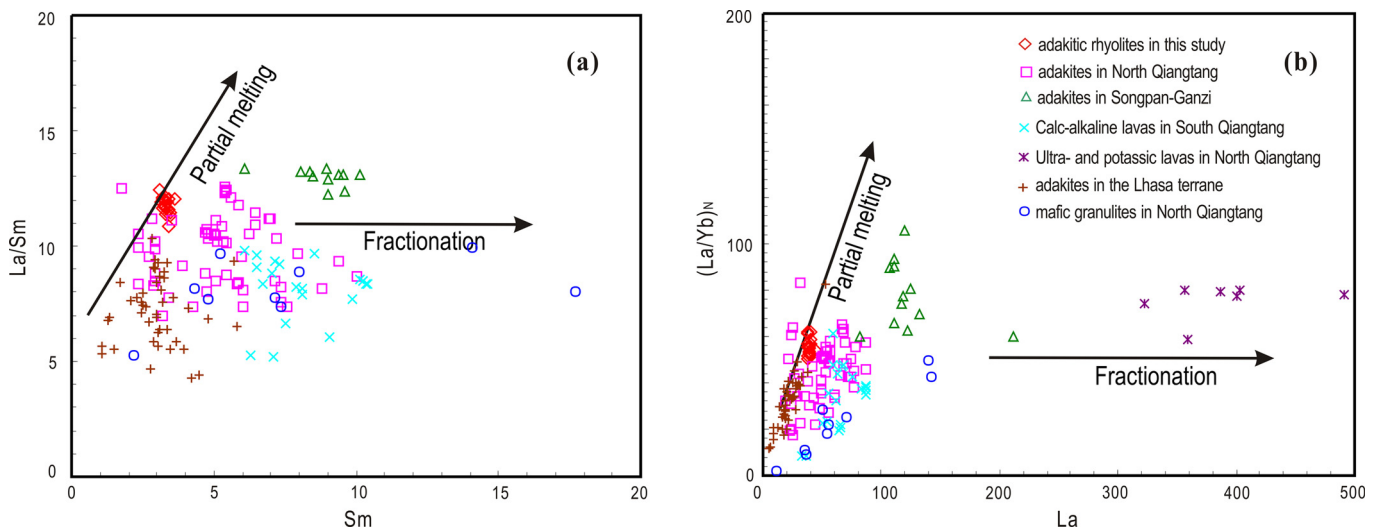 20
15
10
5
0
La/Sm
0
5
10
15
20
Sm
(a)
Partial melting
Fractionation
200
100
0
(La/Yb)N
0
100
200
300
400
500
La
(b)
Partial melting
Fractionation
adakitic rhyolites in this study
adakites in North Qiangtang
adakites in Songpan-Ganzi
Calc-alkaline lavas in South Qiangtang
Ultra- and potassic lavas in North Qiangtang
adakites in the Lhasa terrane
mafic granulites in North Qiangtang